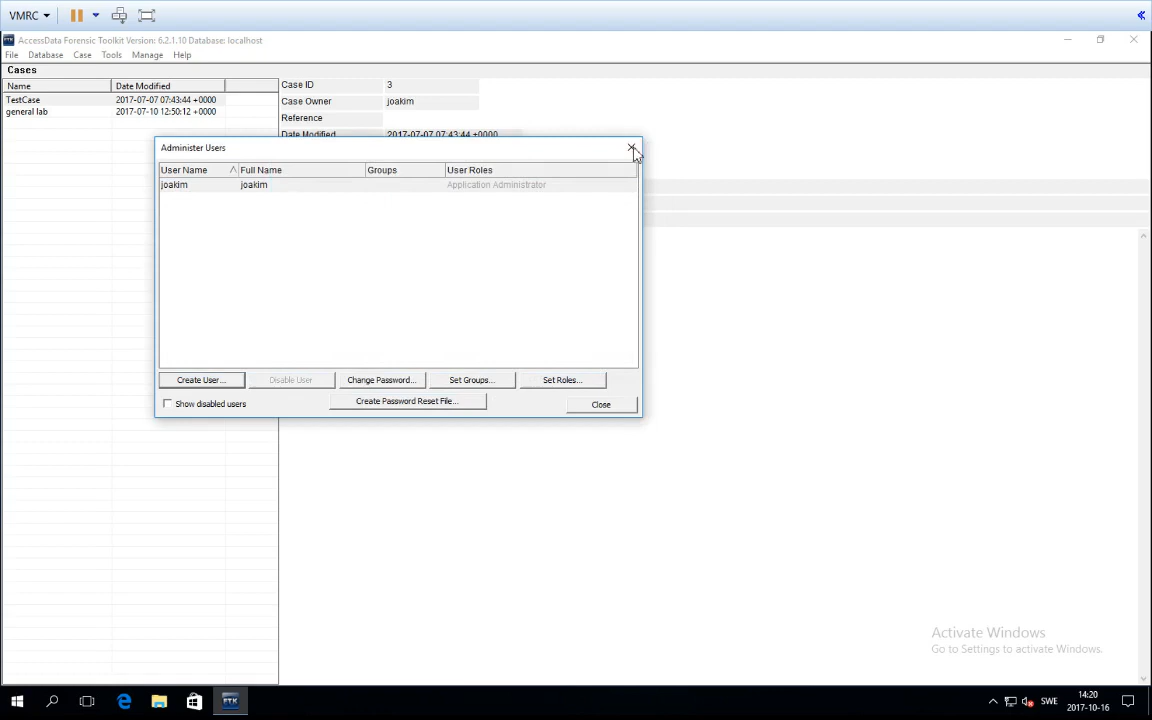 VMRC
AccessData Forensic Toolkit Version: 6.2.1.10 Database: localhost
File Database Case Tools Manage Help
Cases
Name Date Modified
TestCase 2017-07-07 07:43:44 +0000
general lab 2017-07-10 12:50:12 +0000
Case ID 3
Case Owner joakim
Reference
Date Modified 2017-07-07 07:43:44 +0000
Administer Users
User Name Full Name Groups User Roles
joakim joakim Application Administrator
Create User... Disable User Change Password... Set Groups... Set Roles...
Show disabled users Create Password Reset File... Close
Activate Windows
Go to Settings to activate Windows.
FTK SWE 14:20
2017-10-16